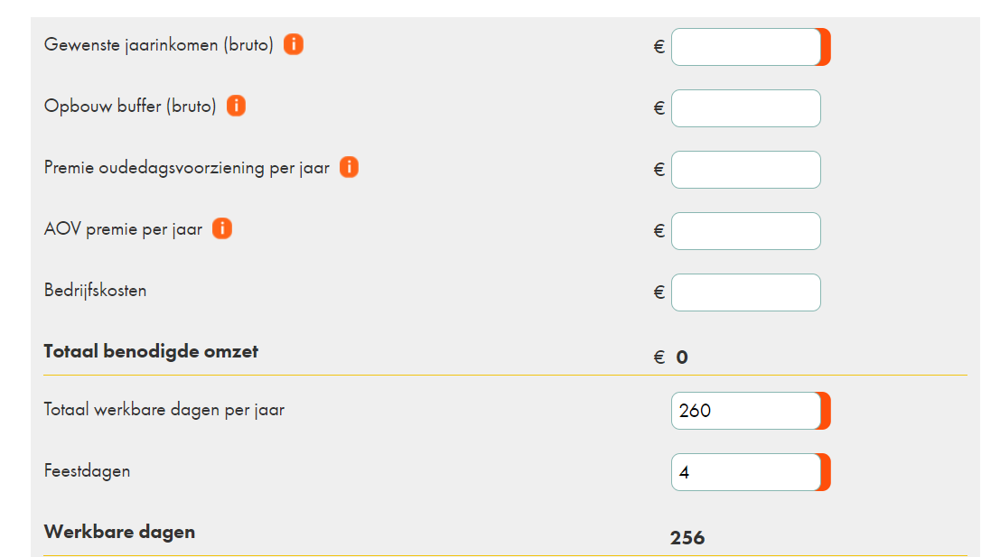 Gewenste jaarinkomen (bruto) i €
Opbouw buffer (bruto) i €
Premie oudedagsvoorziening per jaar i €
AOV premie per jaar i €
Bedrijfskosten €
Totaal benodigde omzet € 0
Totaal werkbare dagen per jaar 260
Feestdagen 4
Werkbare dagen 256